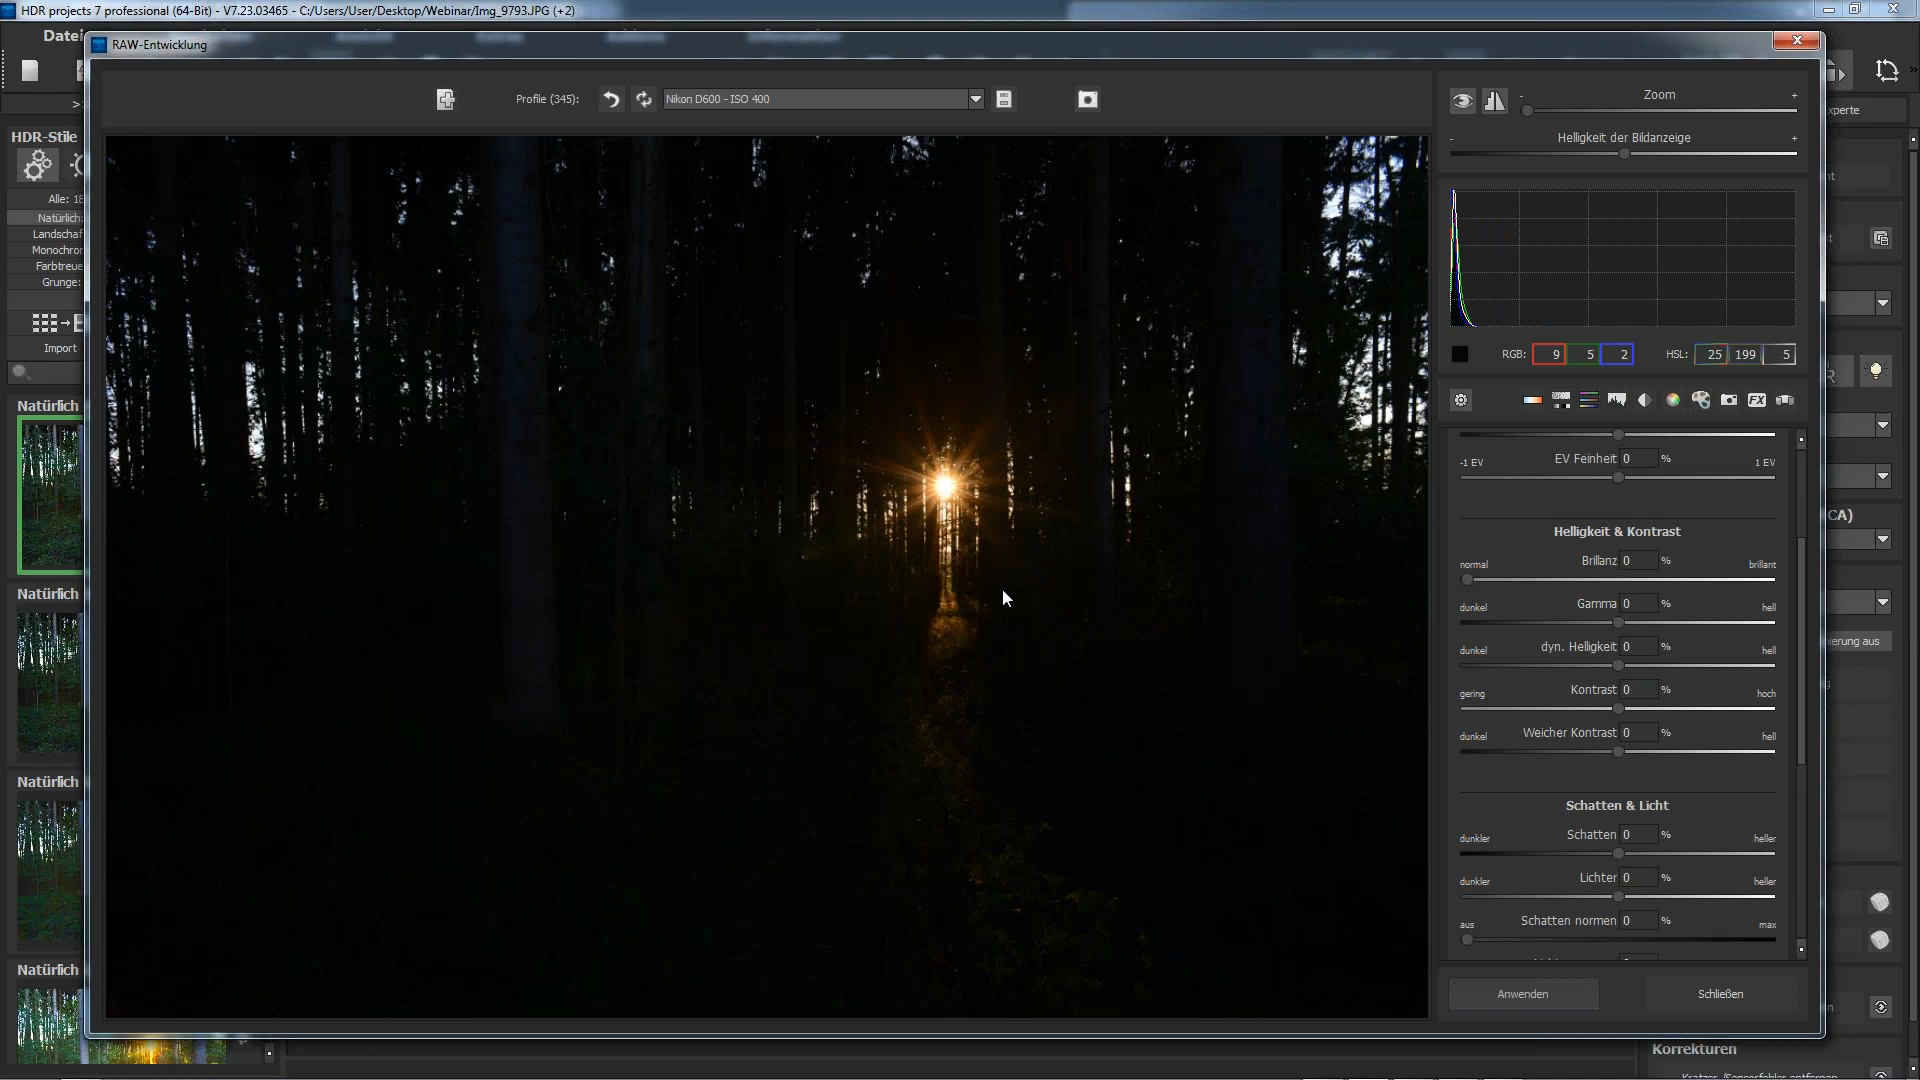 HDR projects 7 professional (64-Bit) - V7.23.03465 - C:/Users/User/Desktop/Webinar/Img_9793.JPG (+2)
Datei
RAW-Entwicklung
Profile (345):
Nikon D600 - ISO 400
- Zoom +
- Helligkeit der Bildanzeige +
xperte
HDR-Stile
Alle: 18
Natürlich:
Landschaf
Monochron
Farbtreue
Grunge:
Import
Natürlich
Natürlich
Natürlich
Natürlich
RGB: 9 5 2 HSL: 25 199 5
FX
-1 EV EV Feinheit 0 % 1 EV
Helligkeit & Kontrast
normal Brillanz 0 % brillant
dunkel Gamma 0 % hell
dunkel dyn. Helligkeit 0 % hell
gering Kontrast 0 % hoch
dunkel Weicher Kontrast 0 % hell
Schatten & Licht
dunkler Schatten 0 % heller
dunkler Lichter 0 % heller
aus Schatten normen 0 % max
Anwenden
Schließen
CA)
ierung aus
Korrekturen